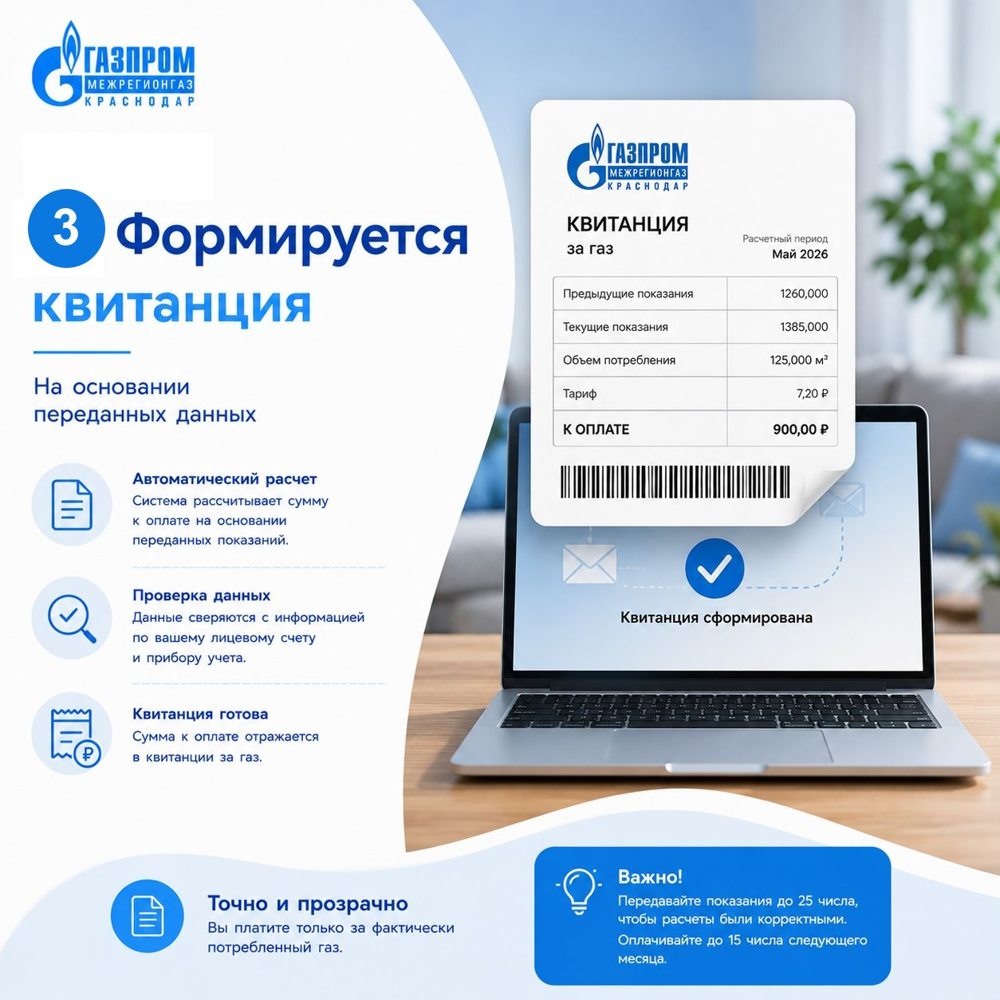 ГАЗПРОМ
МЕЖРЕГИОНГАЗ
КРАСНОДАР
3 Формируется
квитанция
На основании
переданных данных
Автоматический расчет
Система рассчитывает сумму
к оплате на основании
переданных показаний.
Проверка данных
Данные сверяются с информацией
по вашему лицевому счету
и прибору учета.
Квитанция готова
Сумма к оплате отражается
в квитанции за газ.
ГАЗПРОМ
МЕЖРЕГИОНГАЗ
КРАСНОДАР
КВИТАНЦИЯ
за газ
Расчетный период
Май 2026
Предыдущие показания 1260,000
Текущие показания 1385,000
Объем потребления 125,000 м²
Тариф 7,20 ₽
К ОПЛАТЕ 900,00 ₽
Квитанция сформирована
Точно и прозрачно
Вы платите только за фактически
потребленный газ.
Важно!
Передавайте показания до 25 числа,
чтобы расчеты были корректными.
Оплачивайте до 15 числа следующего
месяца.